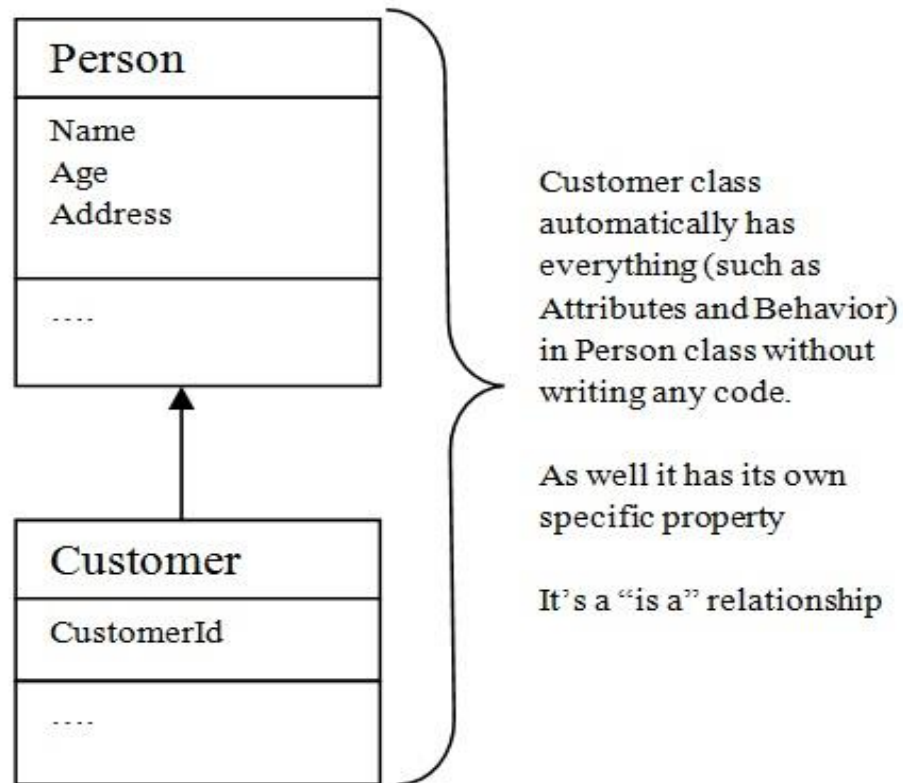 Person
Name
Age
Address
....
Customer
CustomerId
....
Customer class
automatically has
everything (such as
Attributes and Behavior)
in Person class without
writing any code.
As well it has its own
specific property
It’s a “is a” relationship